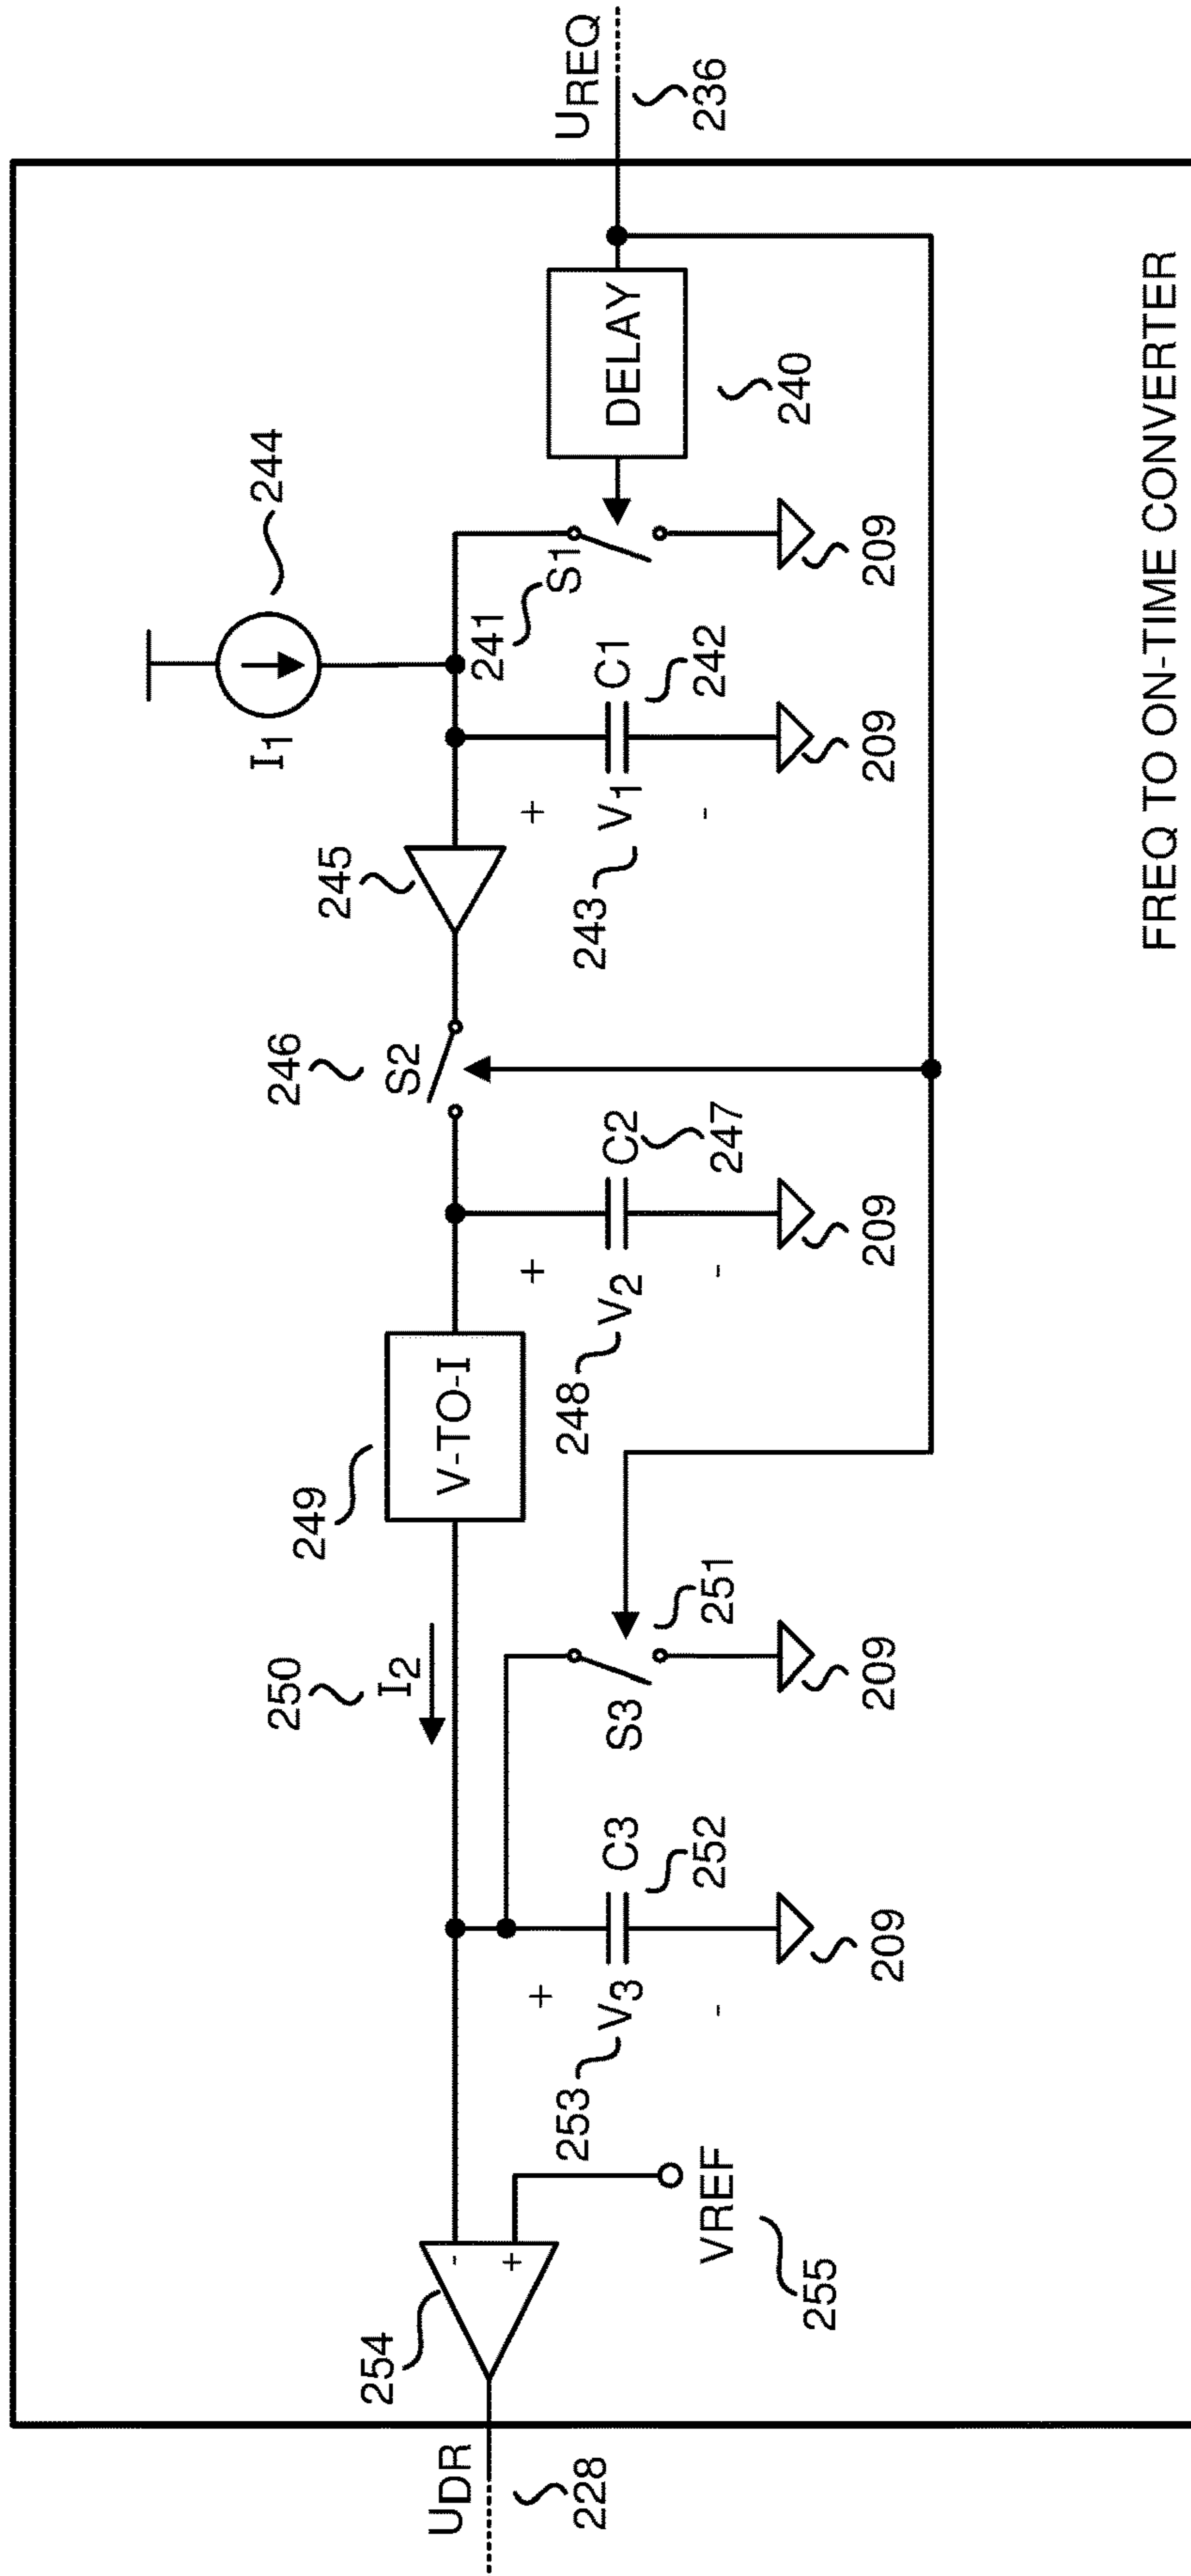 UDR
228
254
VREF
255
-
+
253
V3
+
-
C3
252
209
250
I2
S3
251
209
249
V-TO-I
248
V2
+
-
C2
247
209
246
S2
245
243
V1
+
-
C1
242
209
I1
244
241
S1
209
DELAY
240
UREQ
236
FREQ TO ON-TIME CONVERTER